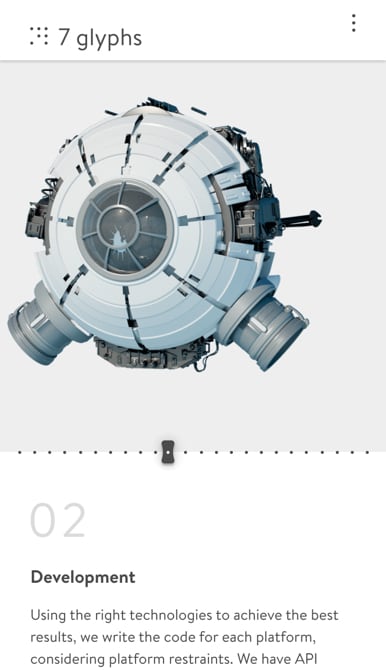 7 glyphs
02
Development
Using the right technologies to achieve the best
results, we write the code for each platform,
considering platform restraints. We have API